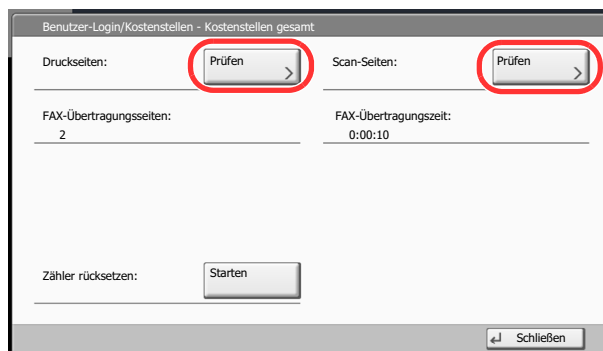 Benutzer-Login/Kostenstellen - Kostenstellen gesamt
Druckseiten:
Prüfen
Scan-Seiten:
Prüfen
FAX-Übertragungsseiten:
2
FAX-Übertragungszeit:
0:00:10
Zähler rücksetzen:
Starten
Schließen